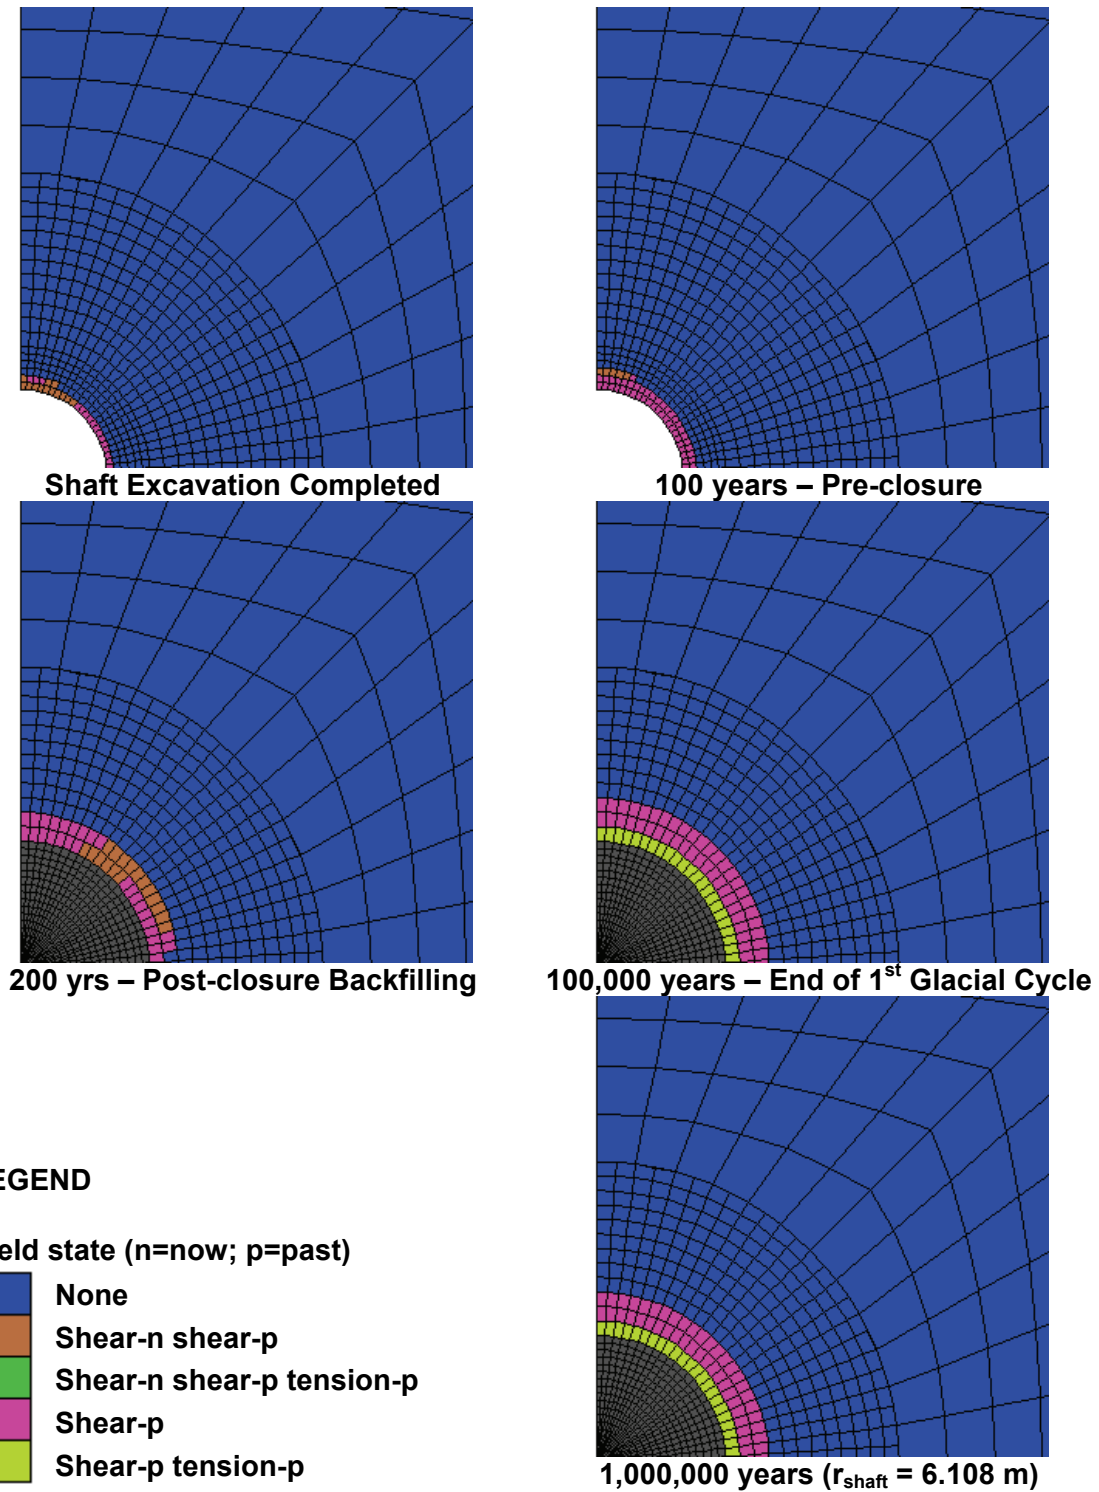 Shaft Excavation Completed
100 years – Pre-closure
200 yrs – Post-closure Backfilling
100,000 years – End of 1st Glacial Cycle
EGEND
eld state (n=now; p=past)
None
Shear-n shear-p
Shear-n shear-p tension-p
Shear-p
Shear-p tension-p
1,000,000 years (rshaft = 6.108 m)